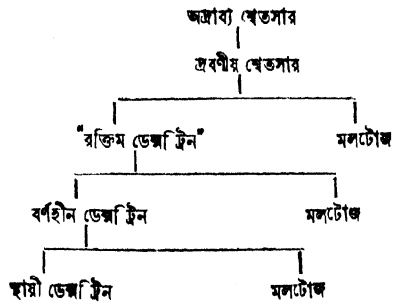 অদ্রাব্য শ্বেতসার
দ্রবণীয় শ্বেতসার
"রক্তিম ডেক্সট্রিন" মলটোজ
বর্ণহীন ডেক্সট্রিন মলটোজ
স্থায়ী ডেক্সট্রিন মলটোজ